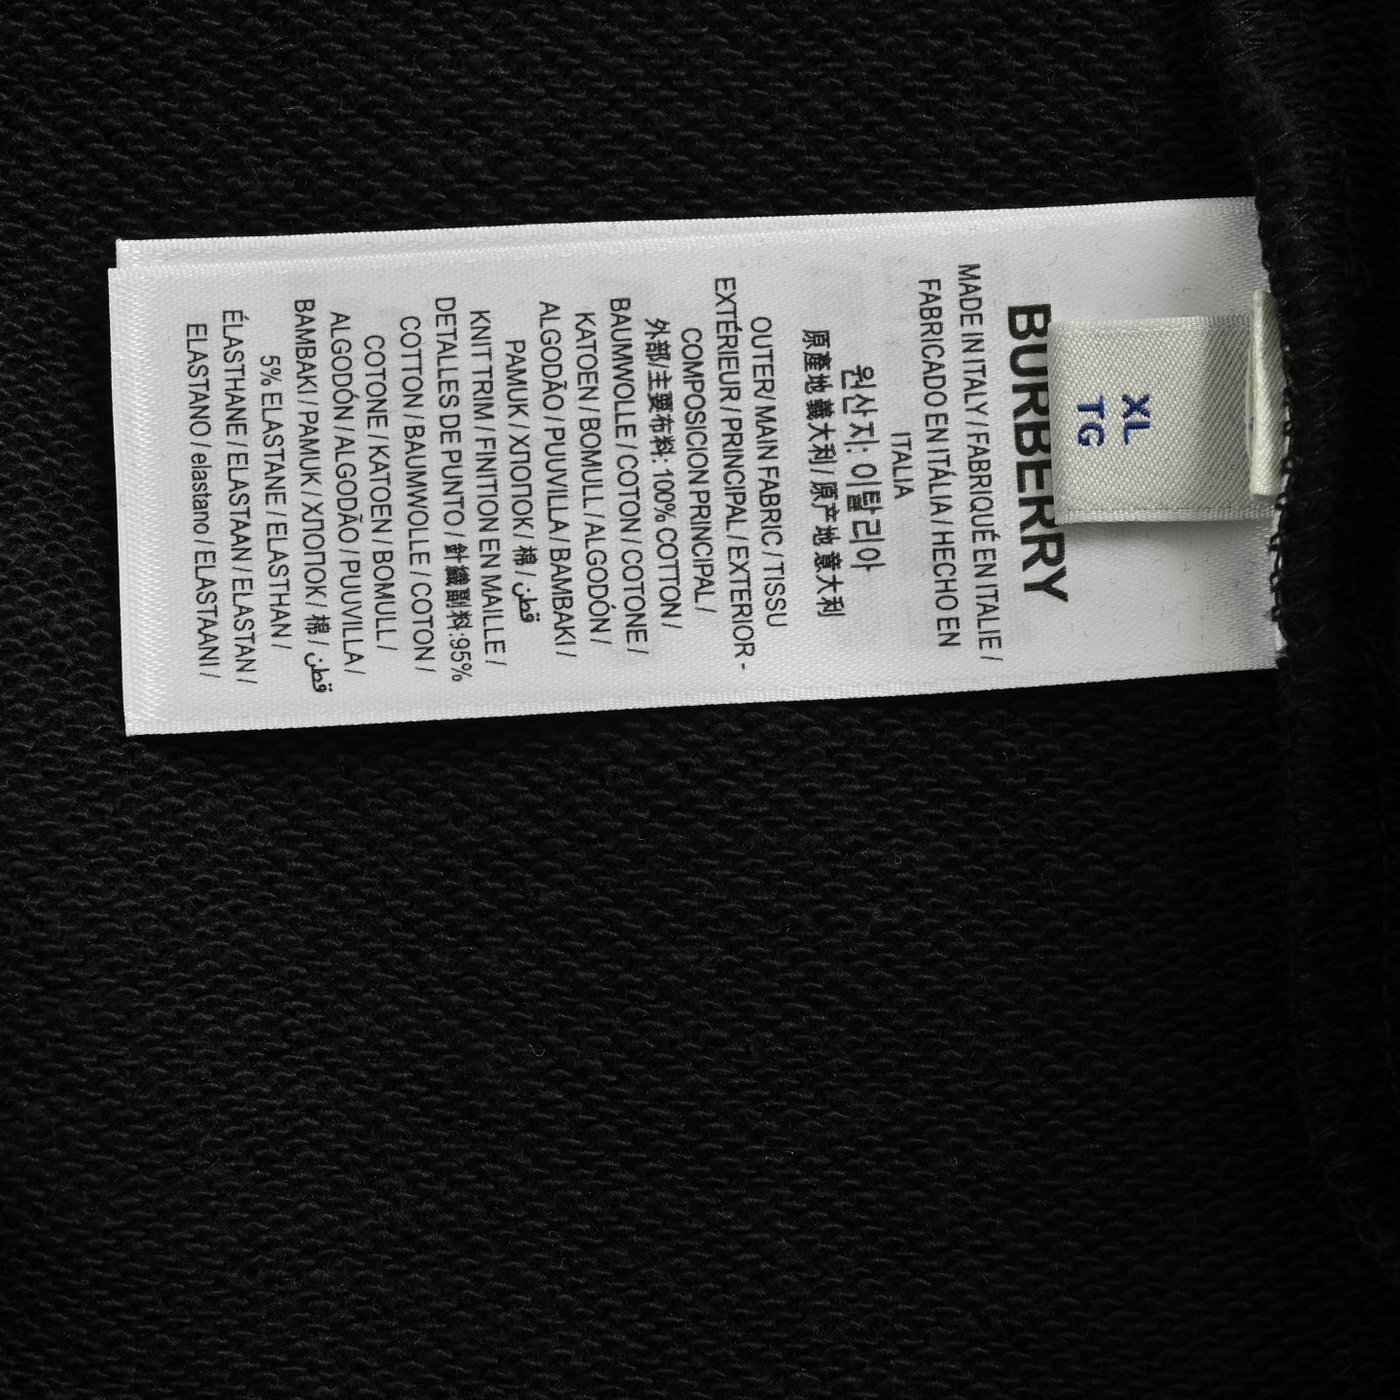 XL
TG
BURBERRY
MADE IN ITALY / FABRIQUÉ EN ITALIE /
FABRICADO EN ITÁLIA / HECHO EN
ITALIA
원산지: 이탈리아
原產地 義大利 / 原产地 意大利
OUTER/ MAIN FABRIC / TISSU
EXTÉRIEUR / PRINCIPAL / EXTERIOR -
COMPOSICION PRINCIPAL /
外部/主要布料: 100% COTTON /
BAUMWOLLE / COTON / COTONE /
KATOEN / BOMULL / ALGODÓN /
ALGODÃO / PUUVILLA / BAMBAKI /
PAMUK / ХΠОΠОК / 棉 / قطن
KNIT TRIM / FINITION EN MAILLE /
DETALLES DE PUNTO / 針織副料:95%
COTTON / BAUMWOLLE / COTON /
COTONE / KATOEN / BOMULL /
ALGODÓN / ALGODÃO / PUUVILLA /
BAMBAKI / PAMUK / ХΠОΠОК / 棉 / قطن
5% ELASTANE / ELASTHAN /
ÉLASTHANE / ELASTAAN / ELASTAN /
ELASTANO / elastano / ELASTAANI /